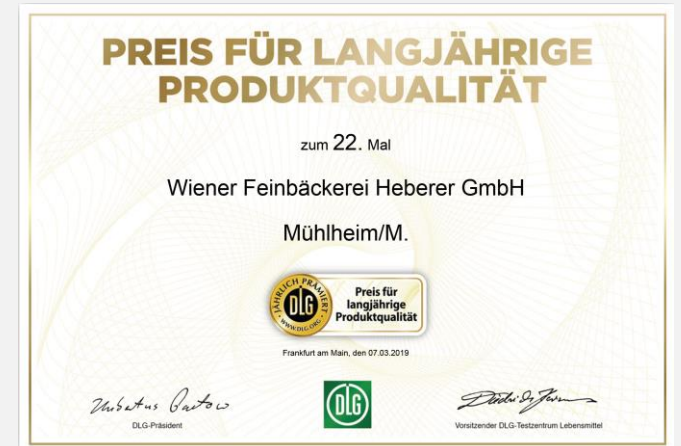 PREIS FÜR LANGJÄHRIGE
PRODUKTQUALITÄT
zum 22. Mal
Wiener Feinbäckerei Heberer GmbH
Mühlheim/M.
JÄHRLICH PRÄMIERT
DLG
WWW.DLG.ORG
Preis für
langjährige
Produktqualität
Frankfurt am Main, den 07.03.2019
DLG
DLG-Präsident
Vorsitzender DLG-Testzentrum Lebensmittel